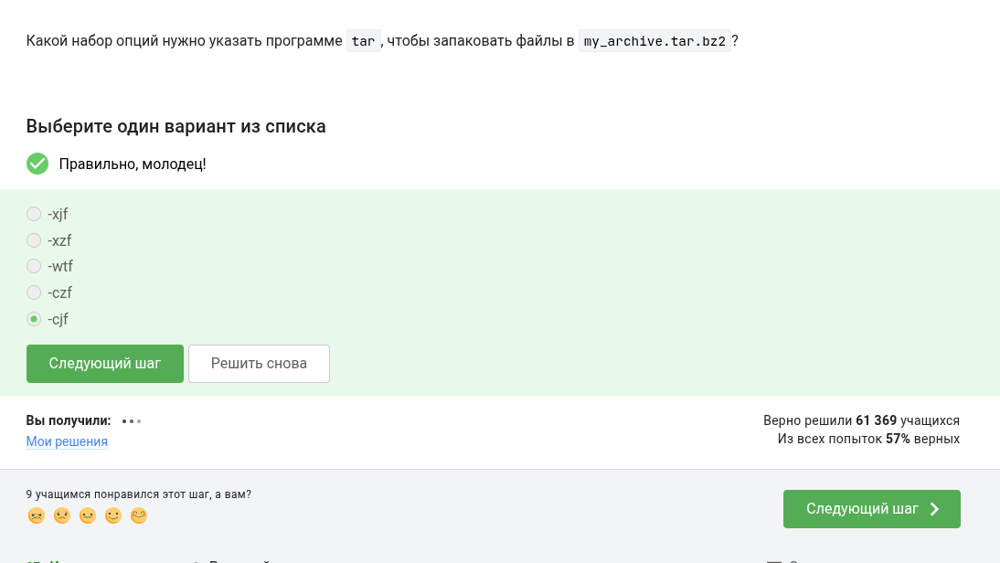 Какой набор опций нужно указать программе tar, чтобы запаковать файлы в my_archive.tar.bz2?
Выберите один вариант из списка
Правильно, молодец!
-xjf
-xzf
-wtf
-czf
-cjf
Следующий шаг Решить снова
Вы получили:
Мои решения
Верно решили 61 369 учащихся
Из всех попыток 57% верных
9 учащимся понравился этот шаг, а вам?
Следующий шаг